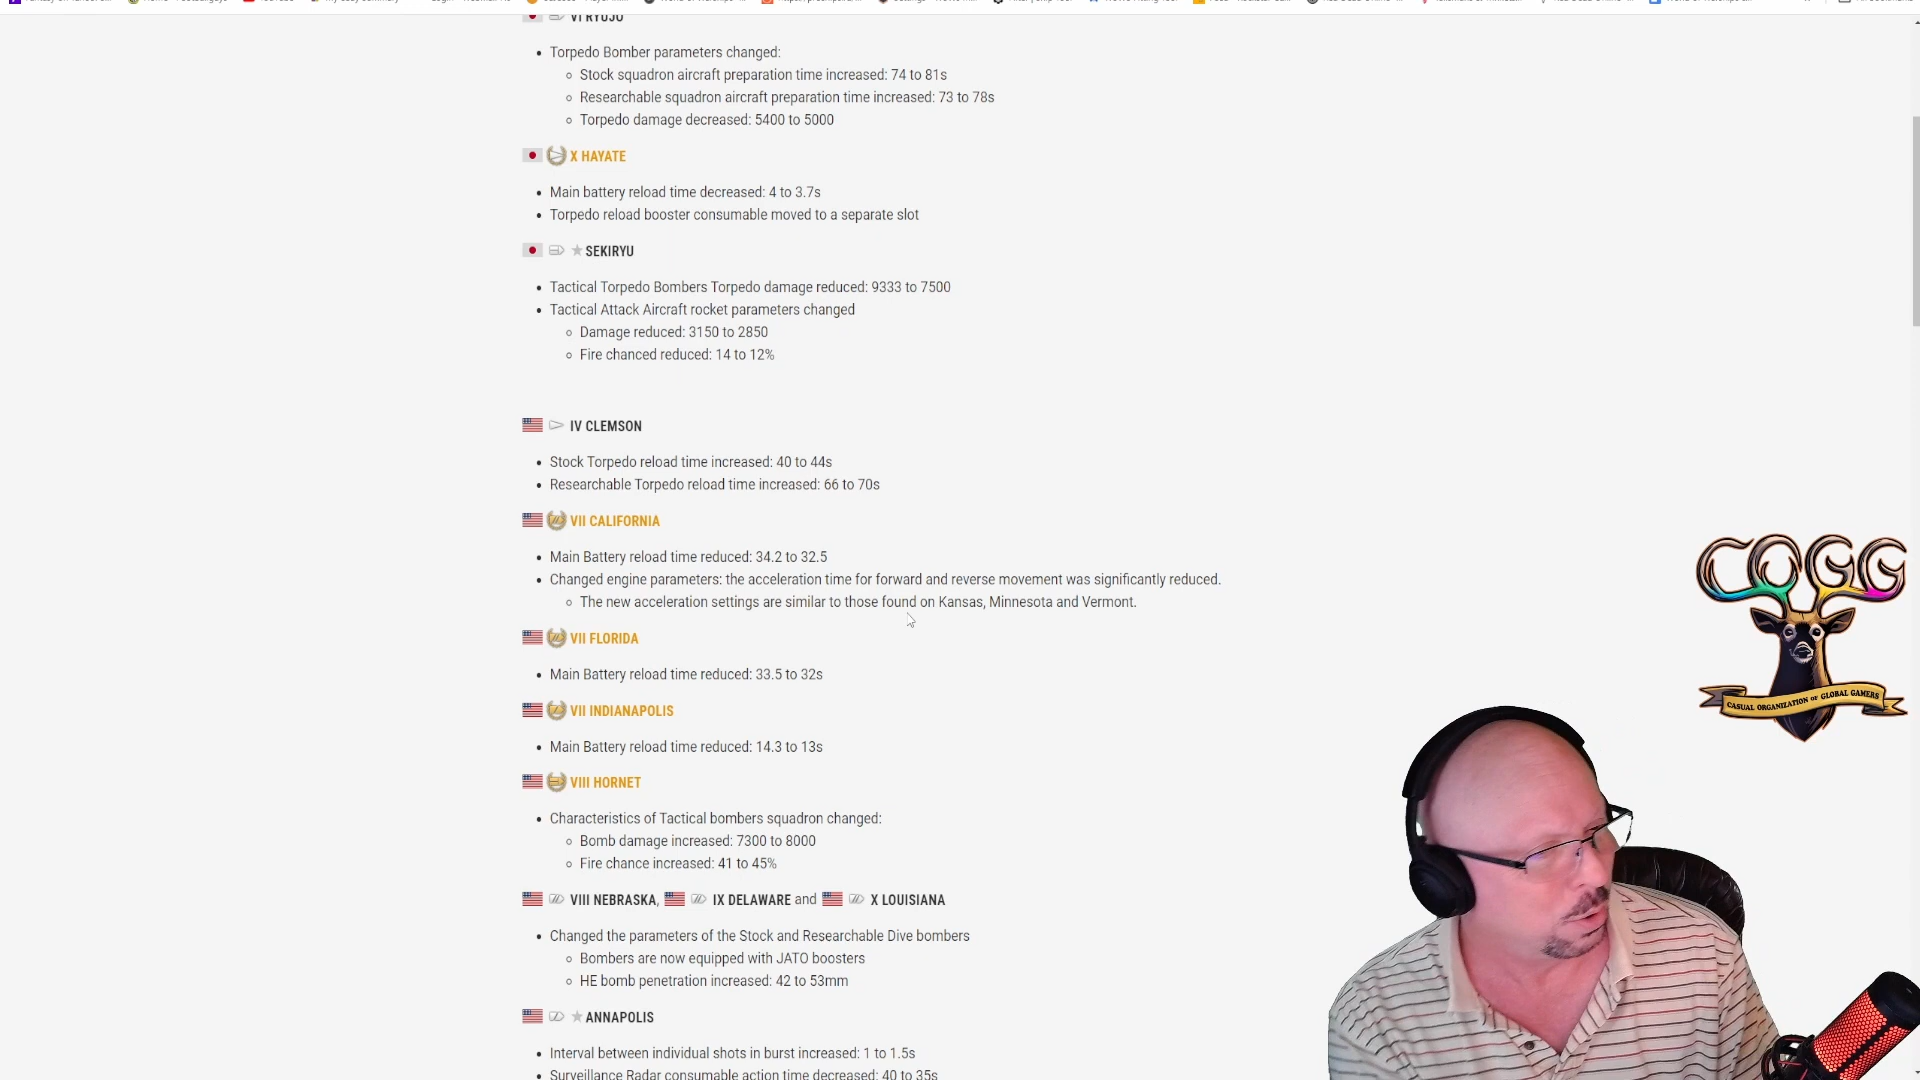 VI RYUJO
Torpedo Bomber parameters changed:
Stock squadron aircraft preparation time increased: 74 to 81s
Researchable squadron aircraft preparation time increased: 73 to 78s
Torpedo damage decreased: 5400 to 5000
X HAYATE
Main battery reload time decreased: 4 to 3.7s
Torpedo reload booster consumable moved to a separate slot
SEKIRYU
Tactical Torpedo Bombers Torpedo damage reduced: 9333 to 7500
Tactical Attack Aircraft rocket parameters changed
Damage reduced: 3150 to 2850
Fire chanced reduced: 14 to 12%
IV CLEMSON
Stock Torpedo reload time increased: 40 to 44s
Researchable Torpedo reload time increased: 66 to 70s
VII CALIFORNIA
Main Battery reload time reduced: 34.2 to 32.5
Changed engine parameters: the acceleration time for forward and reverse movement was significantly reduced.
The new acceleration settings are similar to those found on Kansas, Minnesota and Vermont.
VII FLORIDA
Main Battery reload time reduced: 33.5 to 32s
VII INDIANAPOLIS
Main Battery reload time reduced: 14.3 to 13s
VIII HORNET
Characteristics of Tactical bombers squadron changed:
Bomb damage increased: 7300 to 8000
Fire chance increased: 41 to 45%
VIII NEBRASKA, IX DELAWARE and X LOUISIANA
Changed the parameters of the Stock and Researchable Dive bombers
Bombers are now equipped with JATO boosters
HE bomb penetration increased: 42 to 53mm
ANNAPOLIS
Interval between individual shots in burst increased: 1 to 1.5s
Surveillance Radar consumable action time decreased: 40 to 35s
COGG
CASUAL ORGANIZATION OF GLOBAL GAMERS